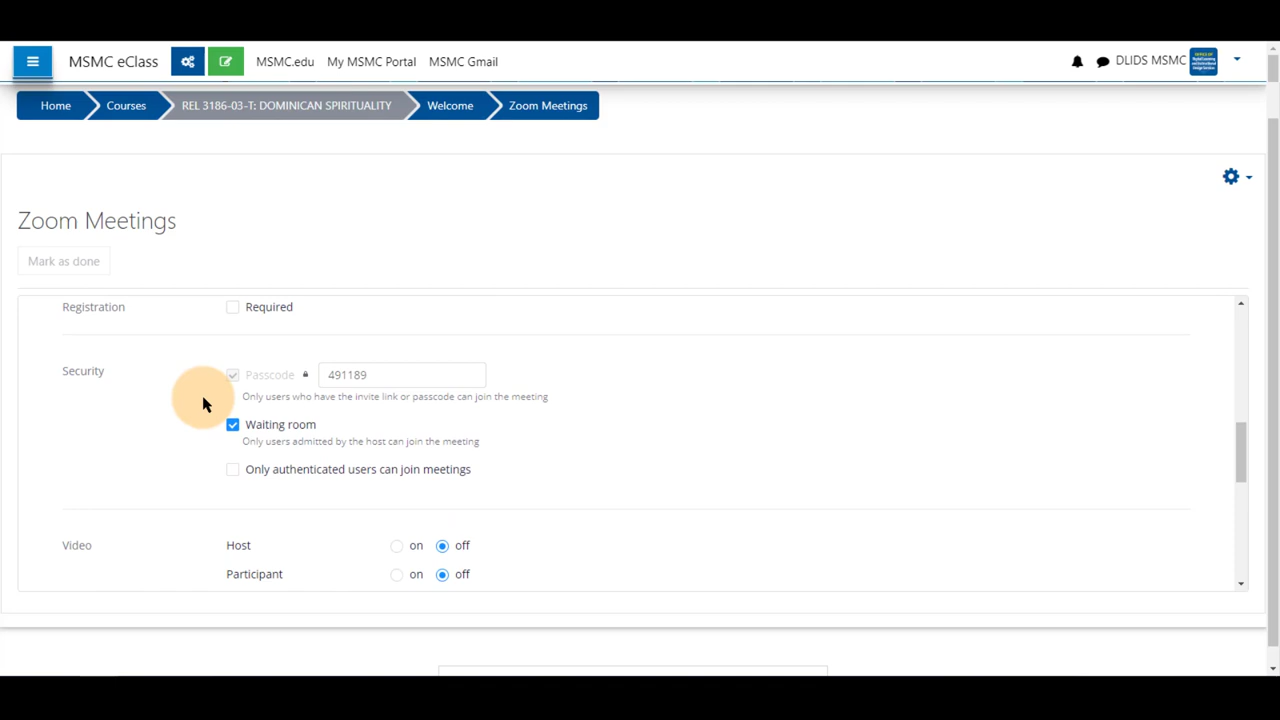 MSMC eClass MSMC.edu My MSMC Portal MSMC Gmail DLIDS MSMC
Home Courses REL 3186-03-T: DOMINICAN SPIRITUALITY Welcome Zoom Meetings
Zoom Meetings
Mark as done
Registration Required
Security Passcode 491189
Only users who have the invite link or passcode can join the meeting
Waiting room
Only users admitted by the host can join the meeting
Only authenticated users can join meetings
Video Host on off
Participant on off